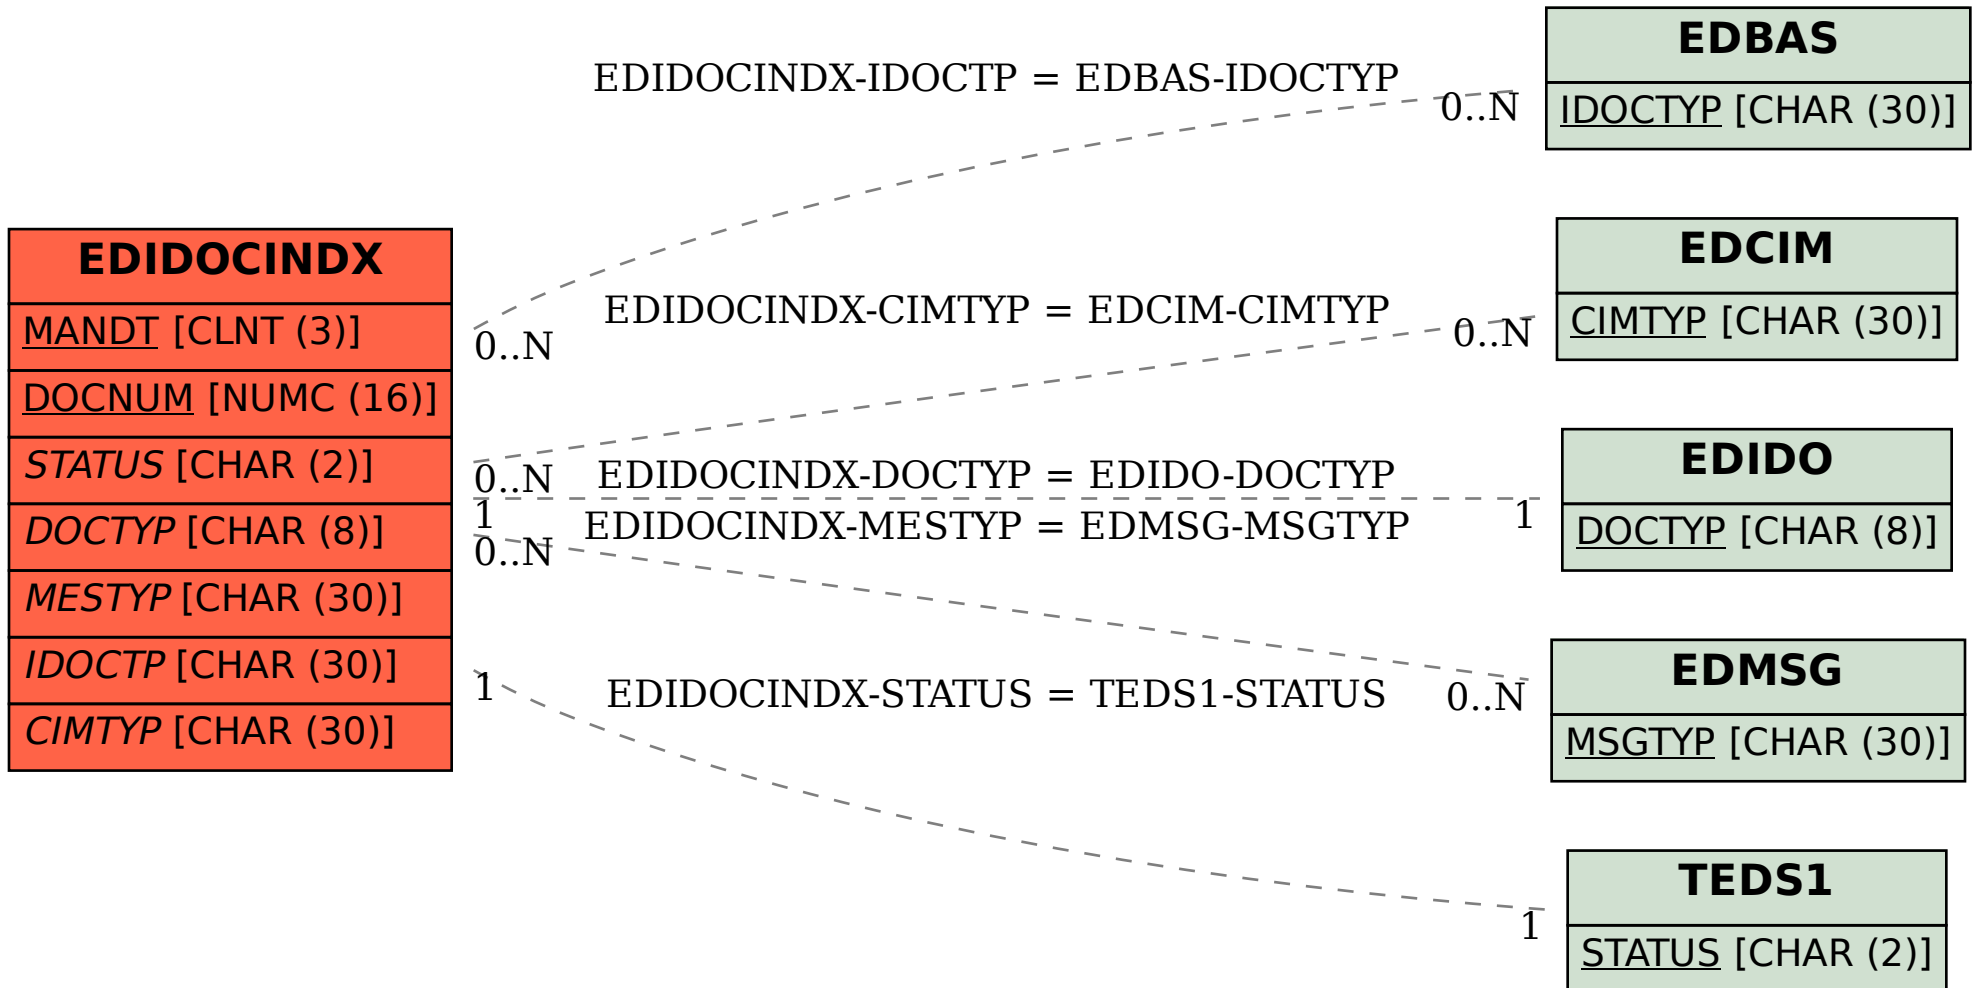 EDIDOCINDX
MANDT [CLNT (3)]
DOCNUM [NUMC (16)]
STATUS [CHAR (2)]
DOCTYP [CHAR (8)]
MESTYP [CHAR (30)]
IDOCTP [CHAR (30)]
CIMTYP [CHAR (30)]
EDIDOCINDX-IDOCTP = EDBAS-IDOCTYP
0..N
0..N
EDIDOCINDX-CIMTYP = EDCIM-CIMTYP
0..N
0..N
EDIDOCINDX-DOCTYP = EDIDO-DOCTYP
1
1
EDIDOCINDX-MESTYP = EDMSG-MSGTYP
0..N
0..N
EDIDOCINDX-STATUS = TEDS1-STATUS
1
1
EDBAS
IDOCTYP [CHAR (30)]
EDCIM
CIMTYP [CHAR (30)]
EDIDO
DOCTYP [CHAR (8)]
EDMSG
MSGTYP [CHAR (30)]
TEDS1
STATUS [CHAR (2)]